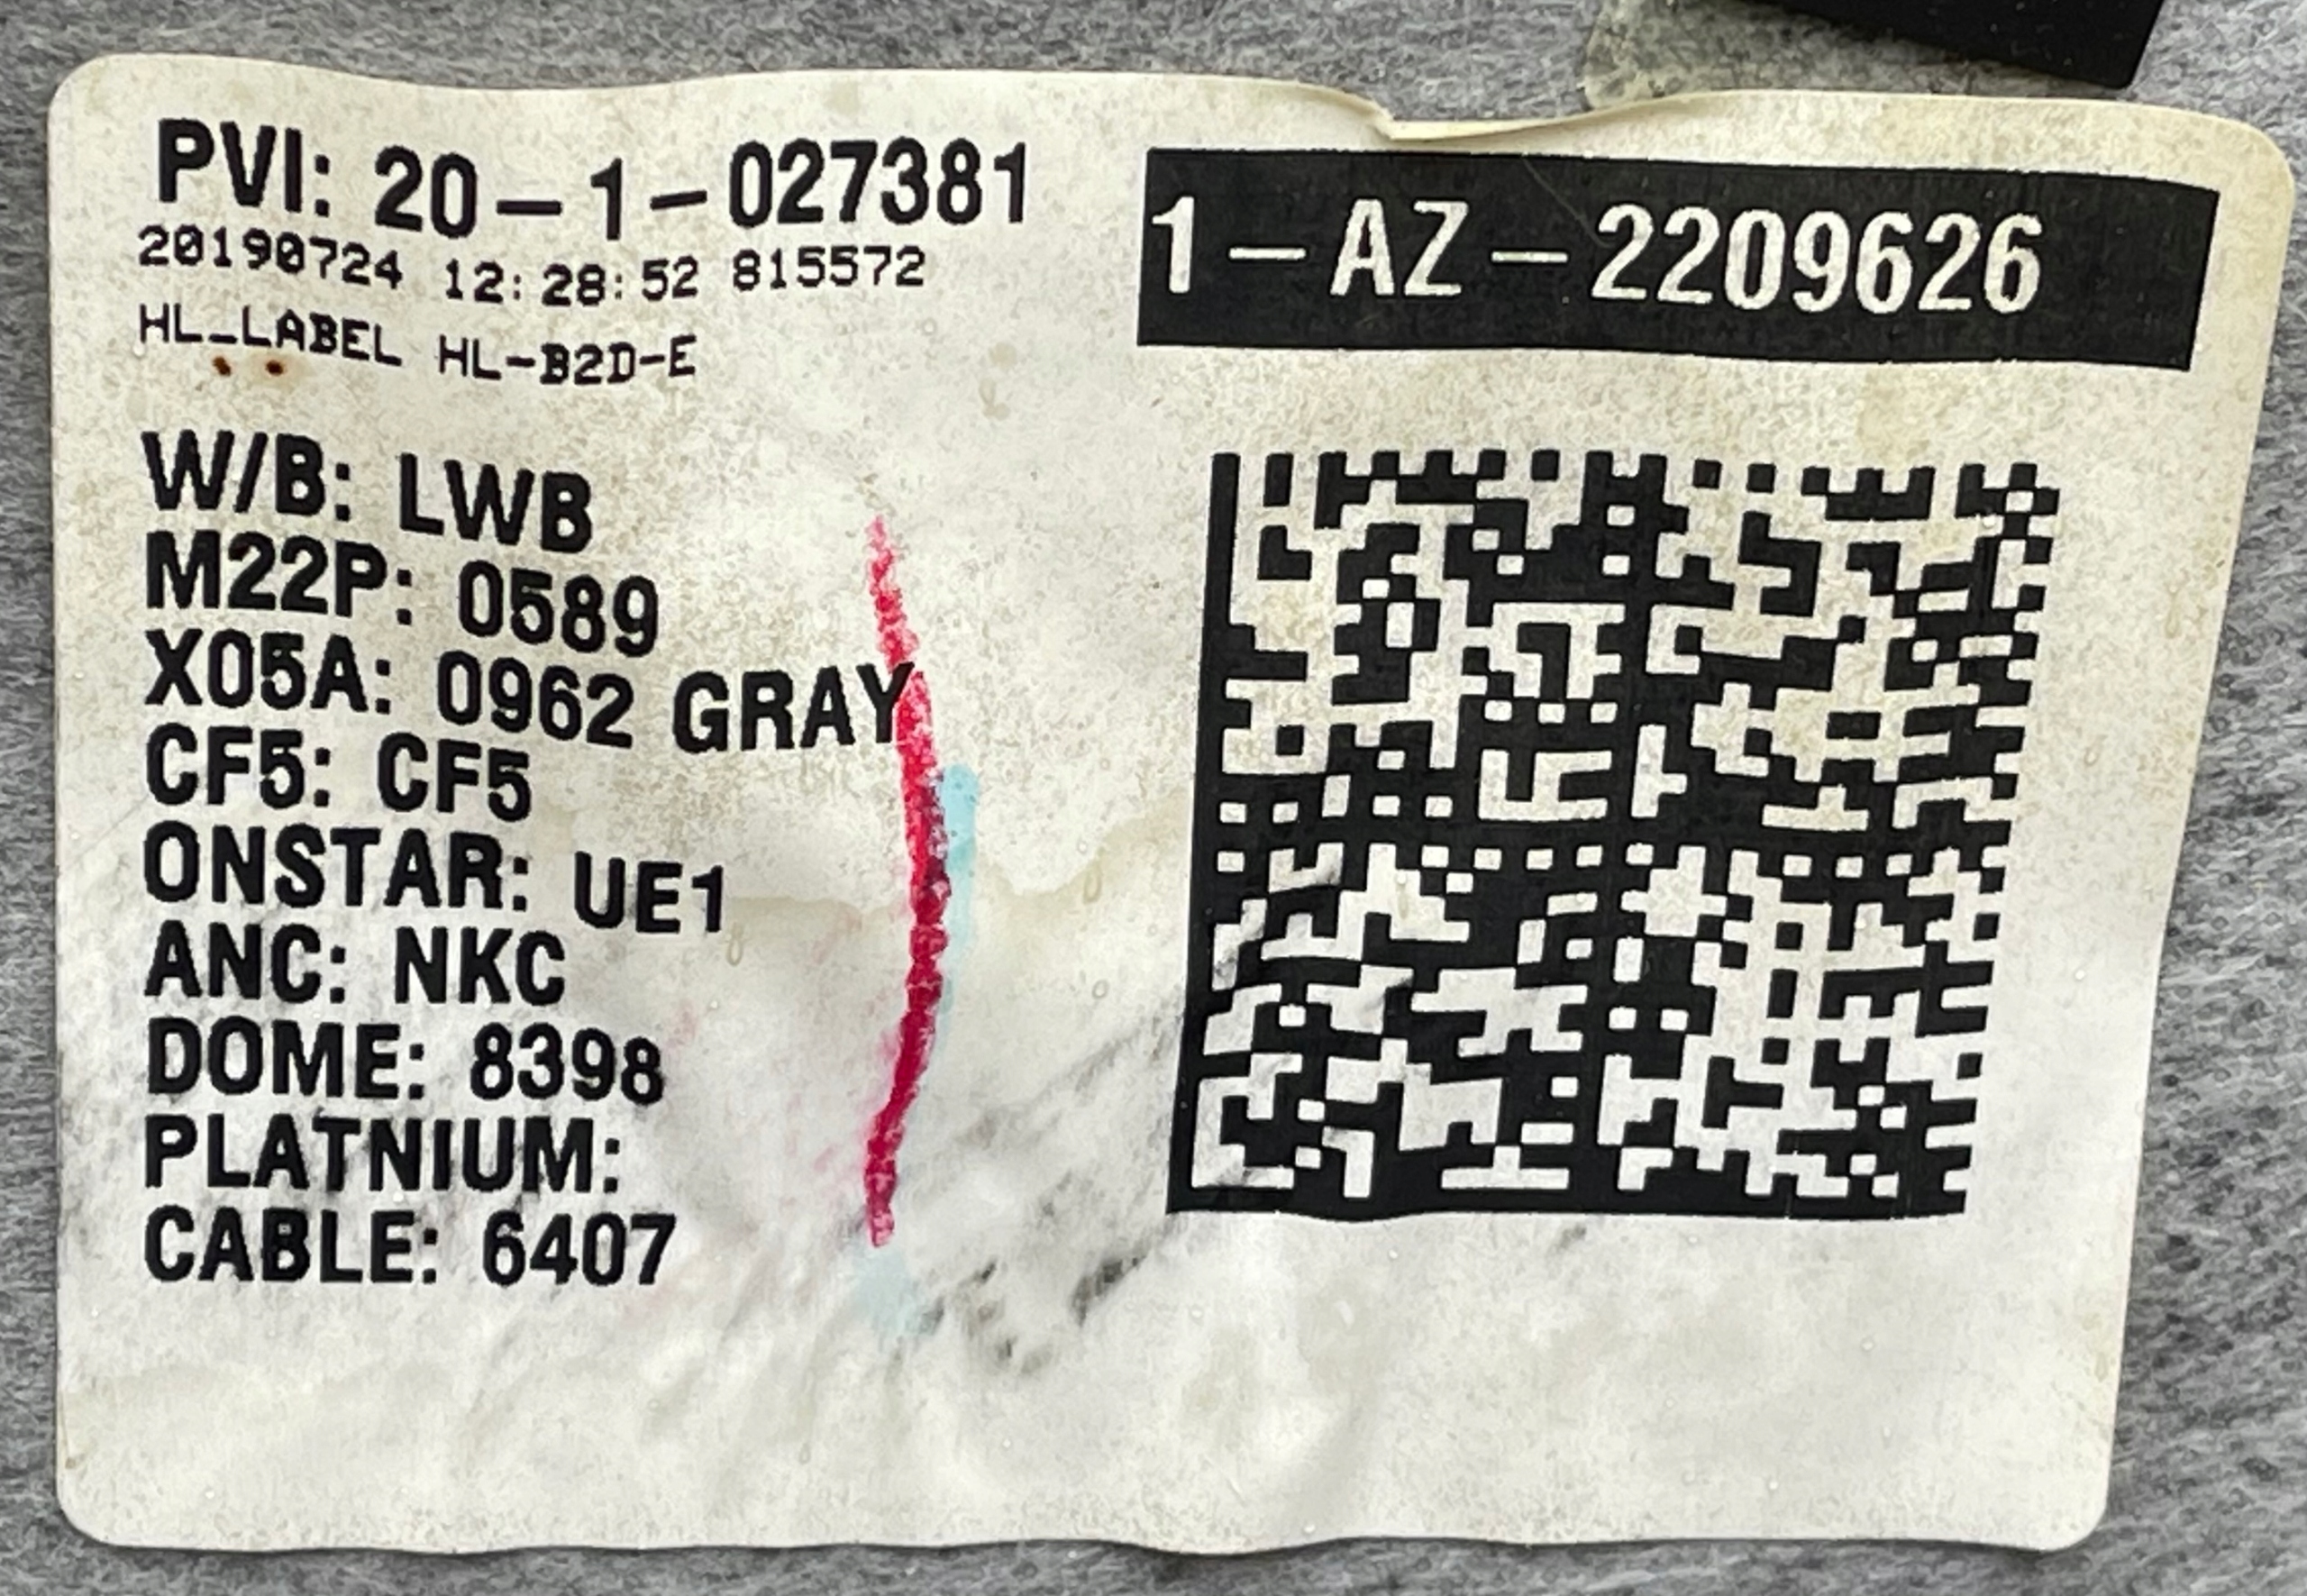 PVI: 20-1-027381
20190724 12:28:52 815572
HL_LABEL HL-B2D-E
1-AZ-2209626
W/B: LWB
M22P: 0589
X05A: 0962 GRAY
CF5: CF5
ONSTAR: UE1
ANC: NKC
DOME: 8398
PLATNIUM:
CABLE: 6407